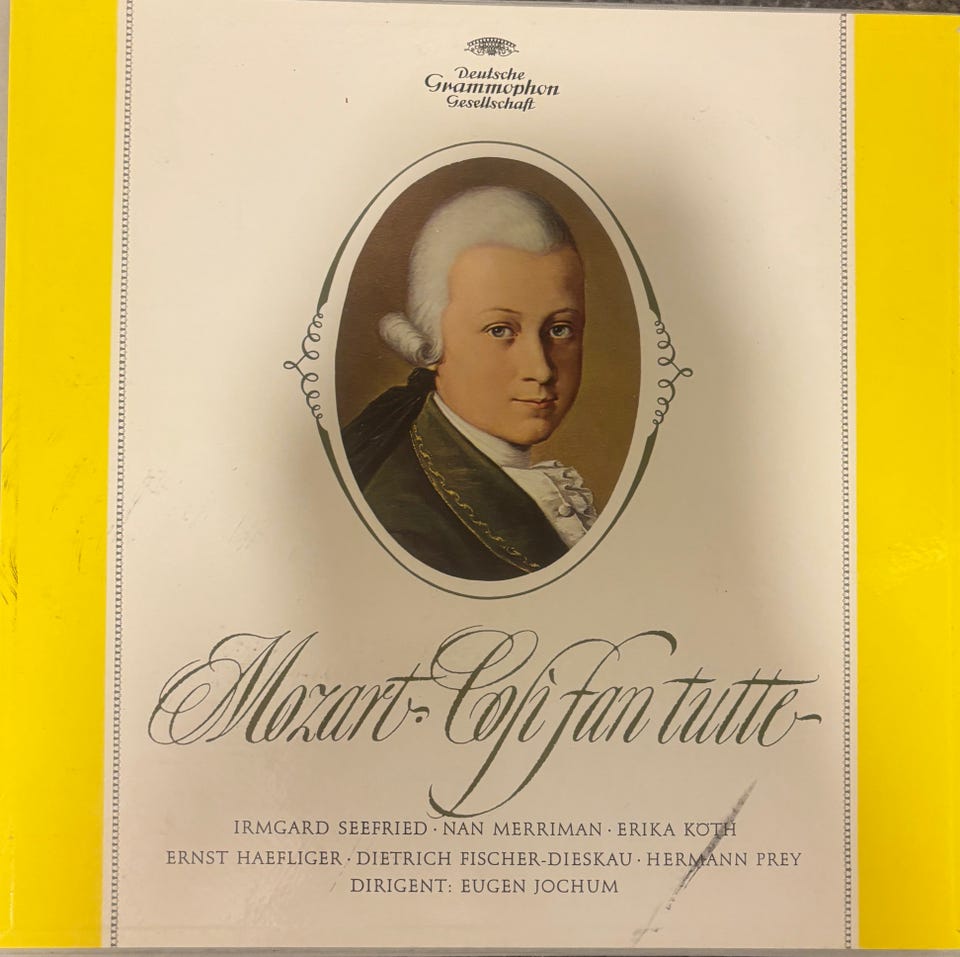 Deutsche
Grammophon
Gesellschaft
Mozart · Cosi fan tutte
IRMGARD SEEFRIED · NAN MERRIMAN · ERIKA KÖTH
ERNST HAEFLIGER · DIETRICH FISCHER-DIESKAU · HERMANN PREY
DIRIGENT: EUGEN JOCHUM